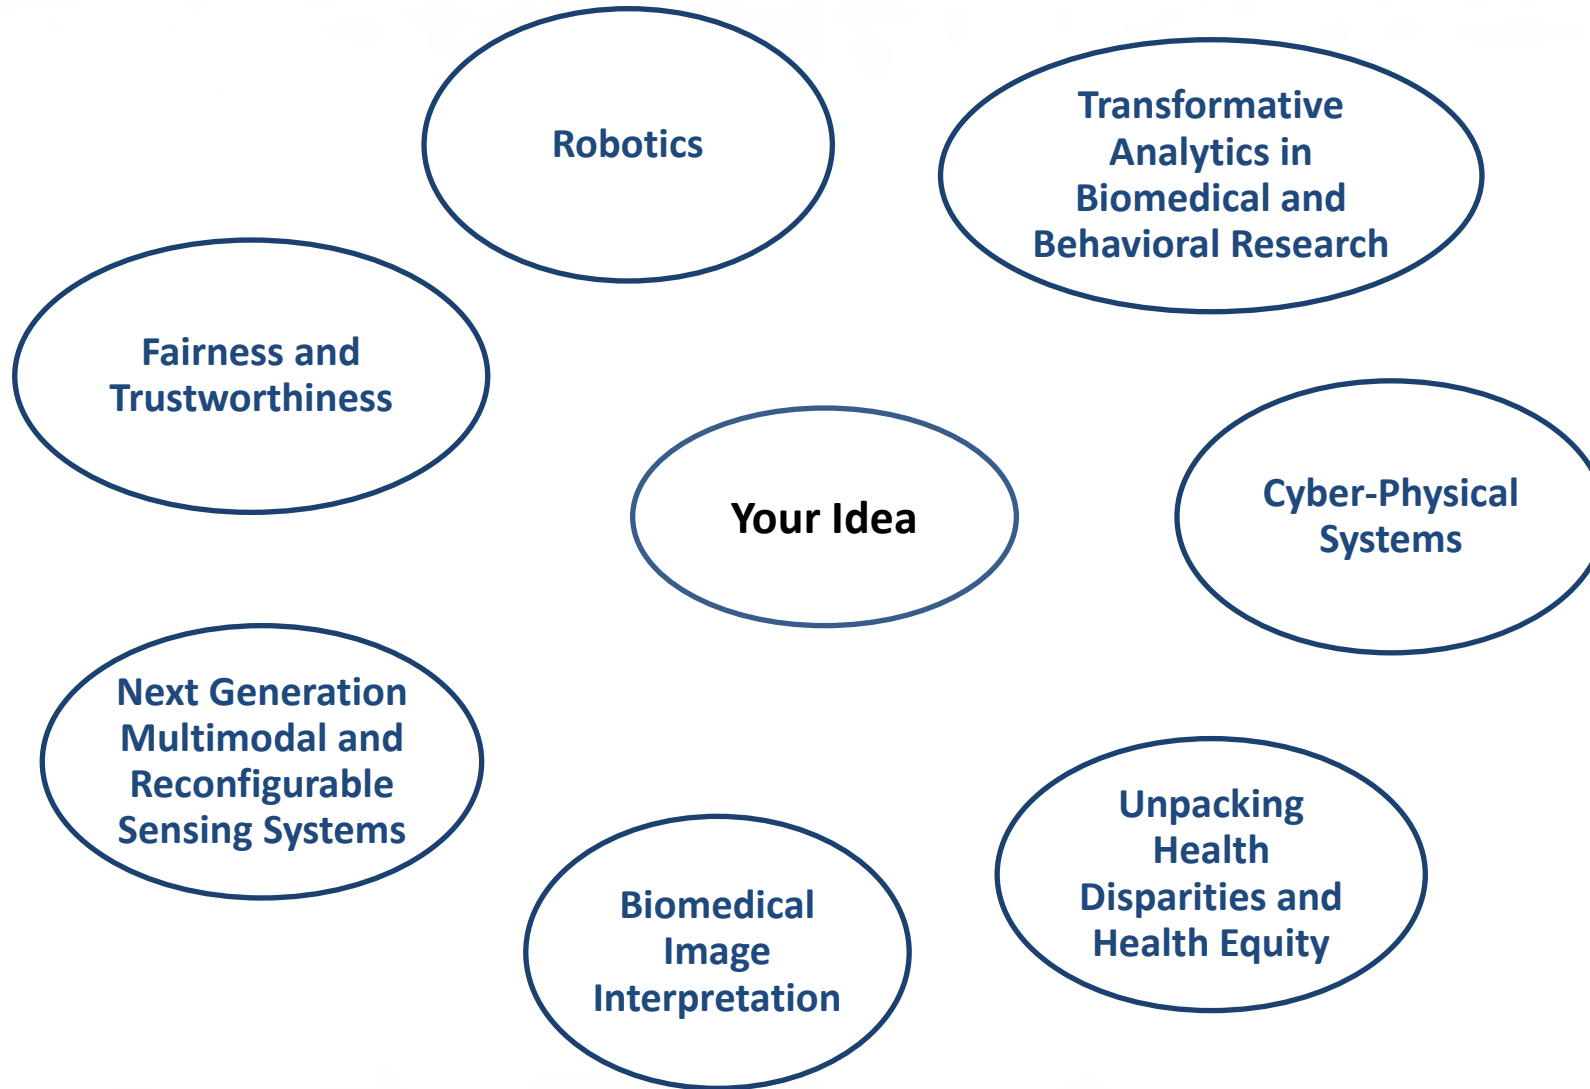 Robotics
Transformative
Analytics in
Biomedical and
Behavioral Research
Fairness and
Trustworthiness
Your Idea
Cyber-Physical
Systems
Next Generation
Multimodal and
Reconfigurable
Sensing Systems
Unpacking
Health
Disparities and
Health Equity
Biomedical
Image
Interpretation